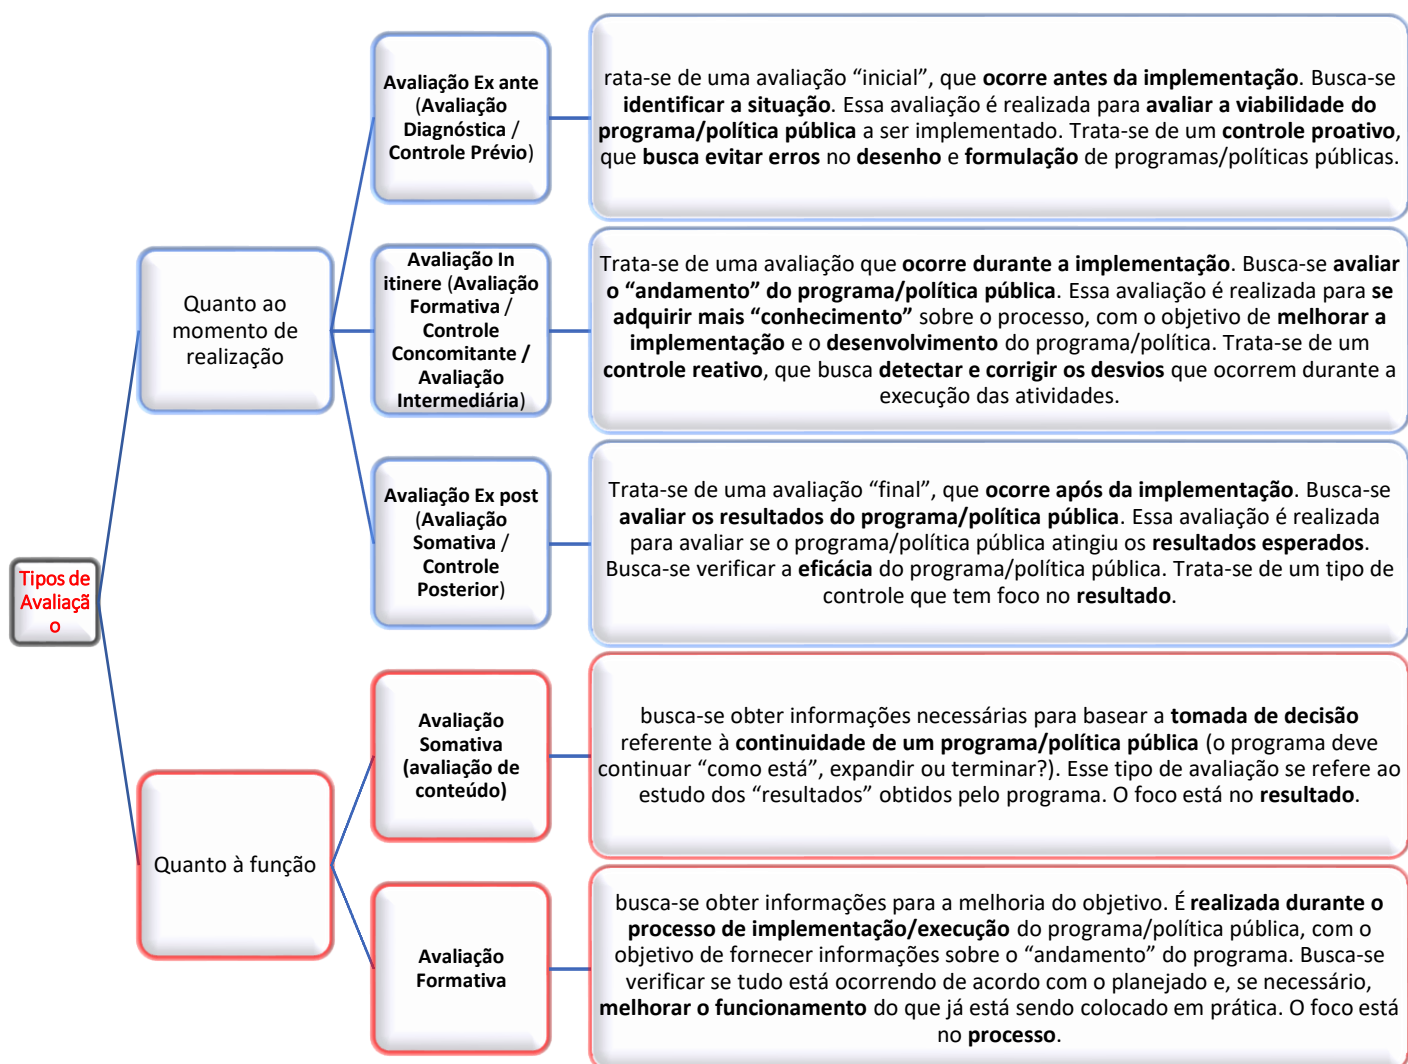 Tipos de
Avaliaçã
o
Quanto ao
momento de
realização
Avaliação Ex ante
(Avaliação
Diagnóstica /
Controle Prévio)
rata-se de uma avaliação “inicial”, que ocorre antes da implementação. Busca-se
identificar a situação. Essa avaliação é realizada para avaliar a viabilidade do
programa/política pública a ser implementado. Trata-se de um controle proativo,
que busca evitar erros no desenho e formulação de programas/políticas públicas.
Avaliação In
itinere (Avaliação
Formativa /
Controle
Concomitante /
Avaliação
Intermediária)
Trata-se de uma avaliação que ocorre durante a implementação. Busca-se avaliar
o “andamento” do programa/política pública. Essa avaliação é realizada para se
adquirir mais “conhecimento” sobre o processo, com o objetivo de melhorar a
implementação e o desenvolvimento do programa/política. Trata-se de um
controle reativo, que busca detectar e corrigir os desvios que ocorrem durante a
execução das atividades.
Avaliação Ex post
(Avaliação
Somativa /
Controle
Posterior)
Trata-se de uma avaliação “final”, que ocorre após da implementação. Busca-se
avaliar os resultados do programa/política pública. Essa avaliação é realizada
para avaliar se o programa/política pública atingiu os resultados esperados.
Busca-se verificar a eficácia do programa/política pública. Trata-se de um tipo de
controle que tem foco no resultado.
Quanto à função
Avaliação
Somativa
(avaliação de
conteúdo)
busca-se obter informações necessárias para basear a tomada de decisão
referente à continuidade de um programa/política pública (o programa deve
continuar “como está”, expandir ou terminar?). Esse tipo de avaliação se refere ao
estudo dos “resultados” obtidos pelo programa. O foco está no resultado.
Avaliação
Formativa
busca-se obter informações para a melhoria do objetivo. É realizada durante o
processo de implementação/execução do programa/política pública, com o
objetivo de fornecer informações sobre o “andamento” do programa. Busca-se
verificar se tudo está ocorrendo de acordo com o planejado e, se necessário,
melhorar o funcionamento do que já está sendo colocado em prática. O foco está
no processo.